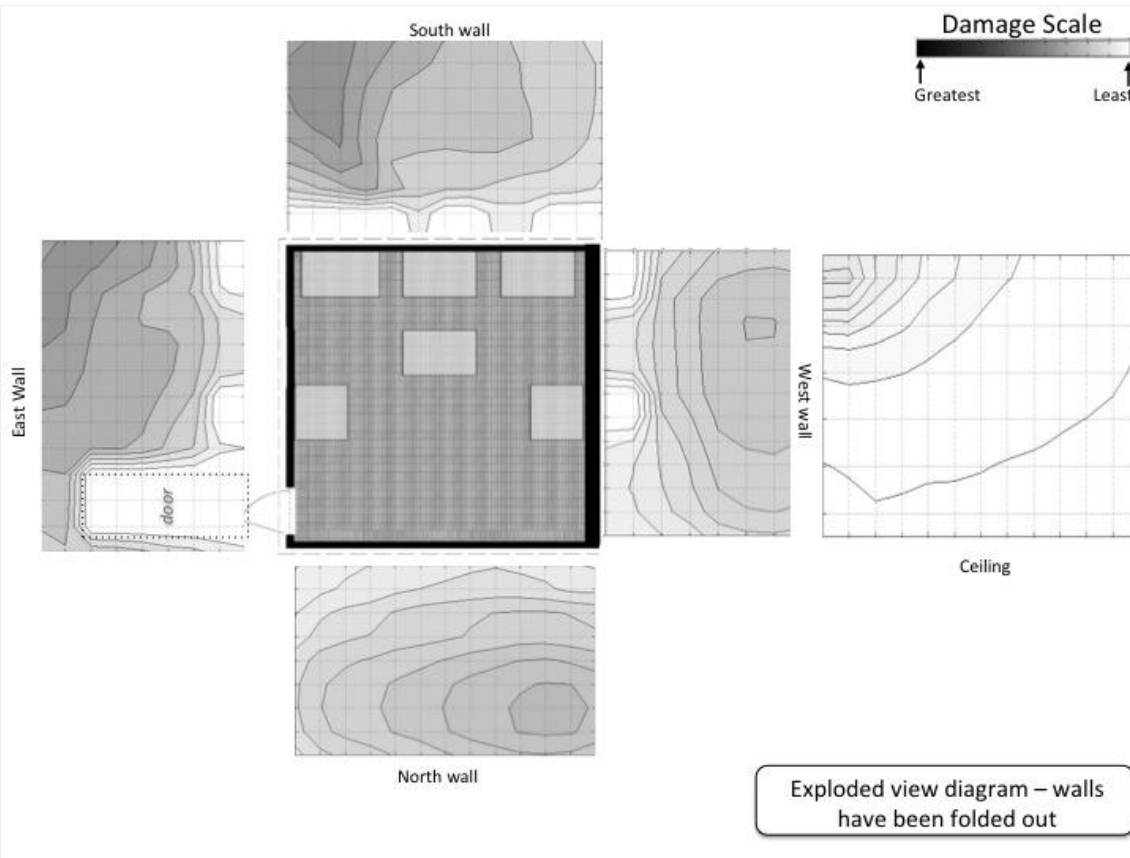 South wall
Damage Scale
Greatest
Least
East Wall
door
West wall
Ceiling
North wall
Exploded view diagram – walls
have been folded out